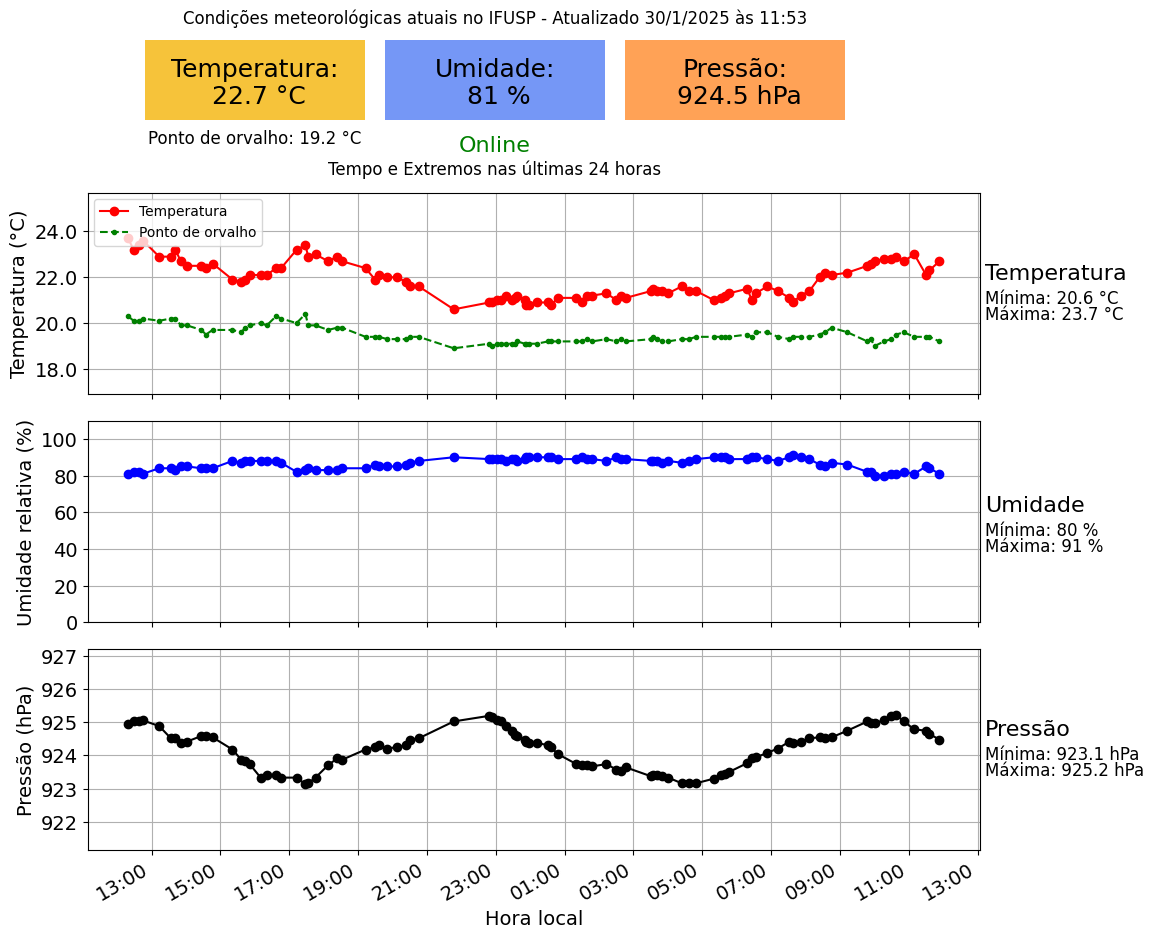 Condições meteorológicas atuais no IFUSP - Atualizado 30/1/2025 às 11:53
Temperatura:
22.7 °C
Umidade:
81 %
Pressão:
924.5 hPa
Ponto de orvalho: 19.2 °C
Online
Tempo e Extremos nas últimas 24 horas
Temperatura (°C)
24.0
22.0
20.0
18.0
Temperatura
Ponto de orvalho
Temperatura
Mínima: 20.6 °C
Máxima: 23.7 °C
Umidade relativa (%)
100
80
60
40
20
0
Umidade
Mínima: 80 %
Máxima: 91 %
Pressão (hPa)
927
926
925
924
923
922
Pressão
Mínima: 923.1 hPa
Máxima: 925.2 hPa
13:00
15:00
17:00
19:00
21:00
23:00
01:00
03:00
05:00
07:00
09:00
11:00
13:00
Hora local